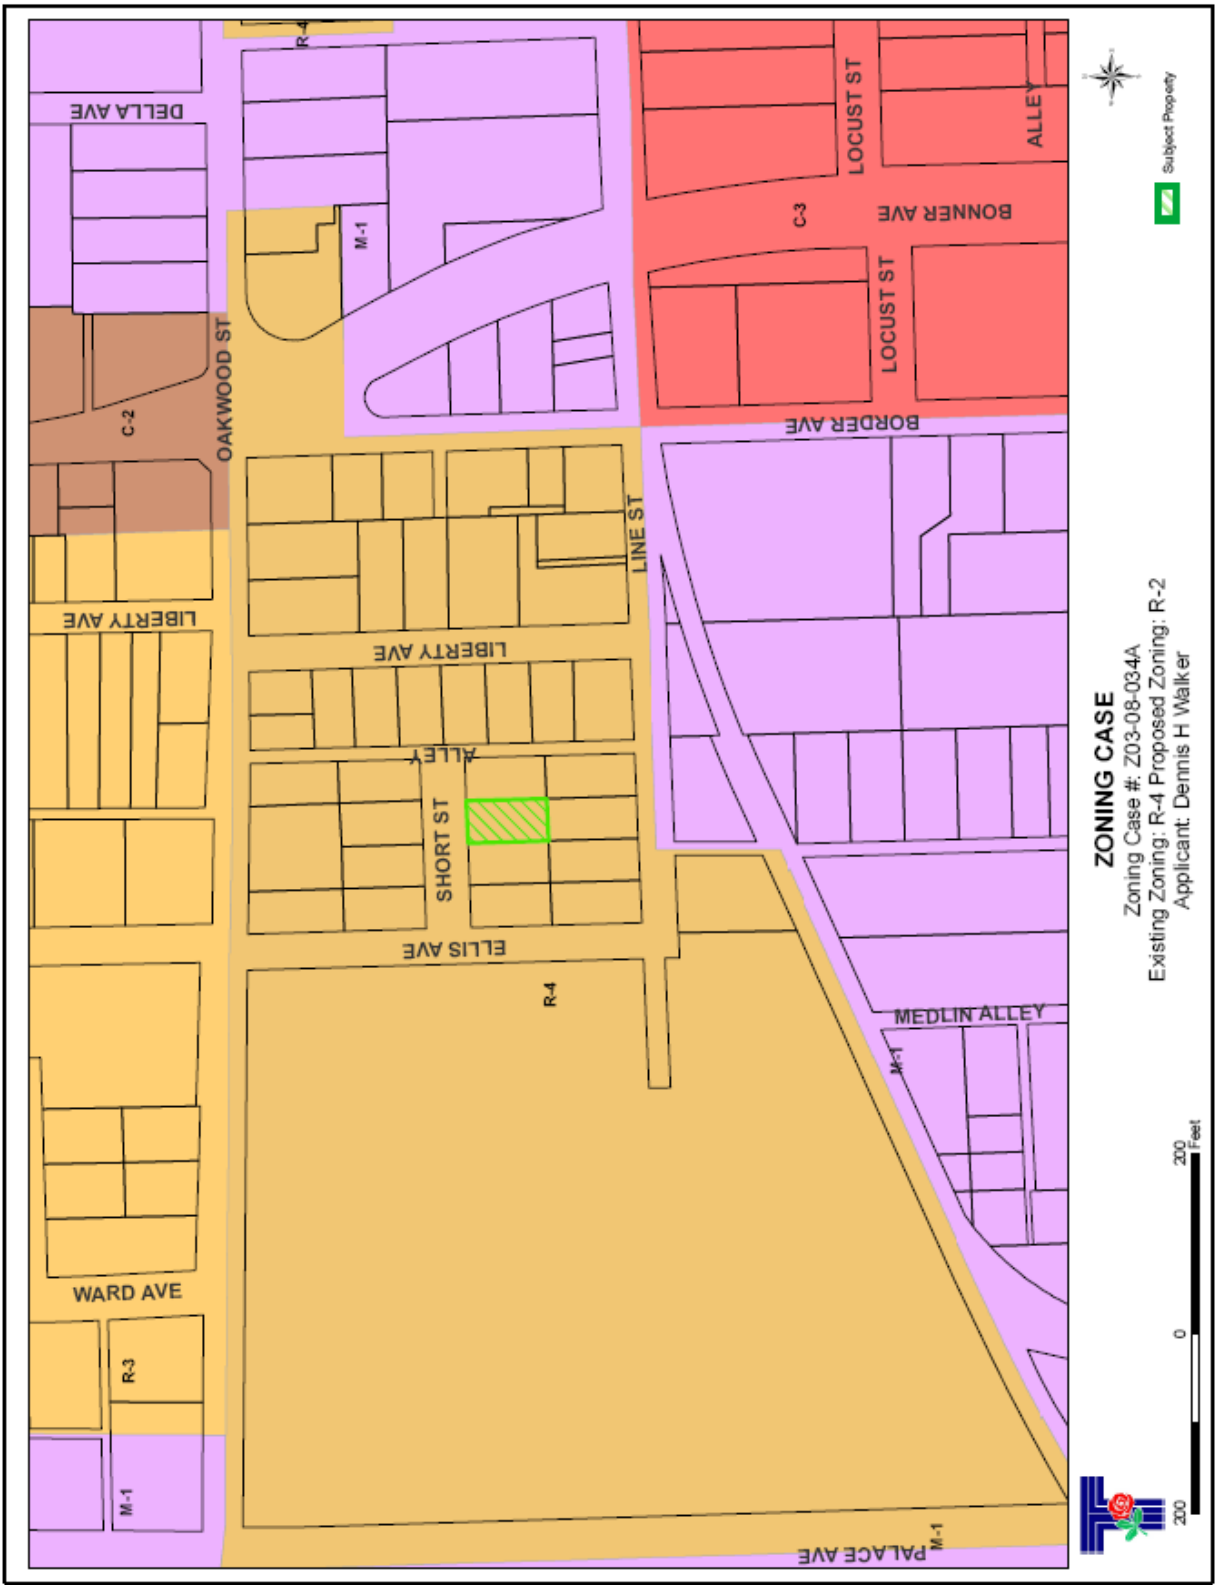 R-4
DELLA AVE
LOCUST ST
ALLEY
Subject Property
M-1
C-3
BONNER AVE
OAKWOOD ST
LOCUST ST
C-2
BORDER AVE
LINE ST
LIBERTY AVE
LIBERTY AVE
ALLEY
SHORT ST
ELLIS AVE
R-4
MEDLIN ALLEY
M-1
WARD AVE
R-3
M-1
PALACE AVE
M-1
ZONING CASE
Zoning Case #: Z03-08-034A
Existing Zoning: R-4 Proposed Zoning: R-2
Applicant: Dennis H Walker
200 0 200
Feet